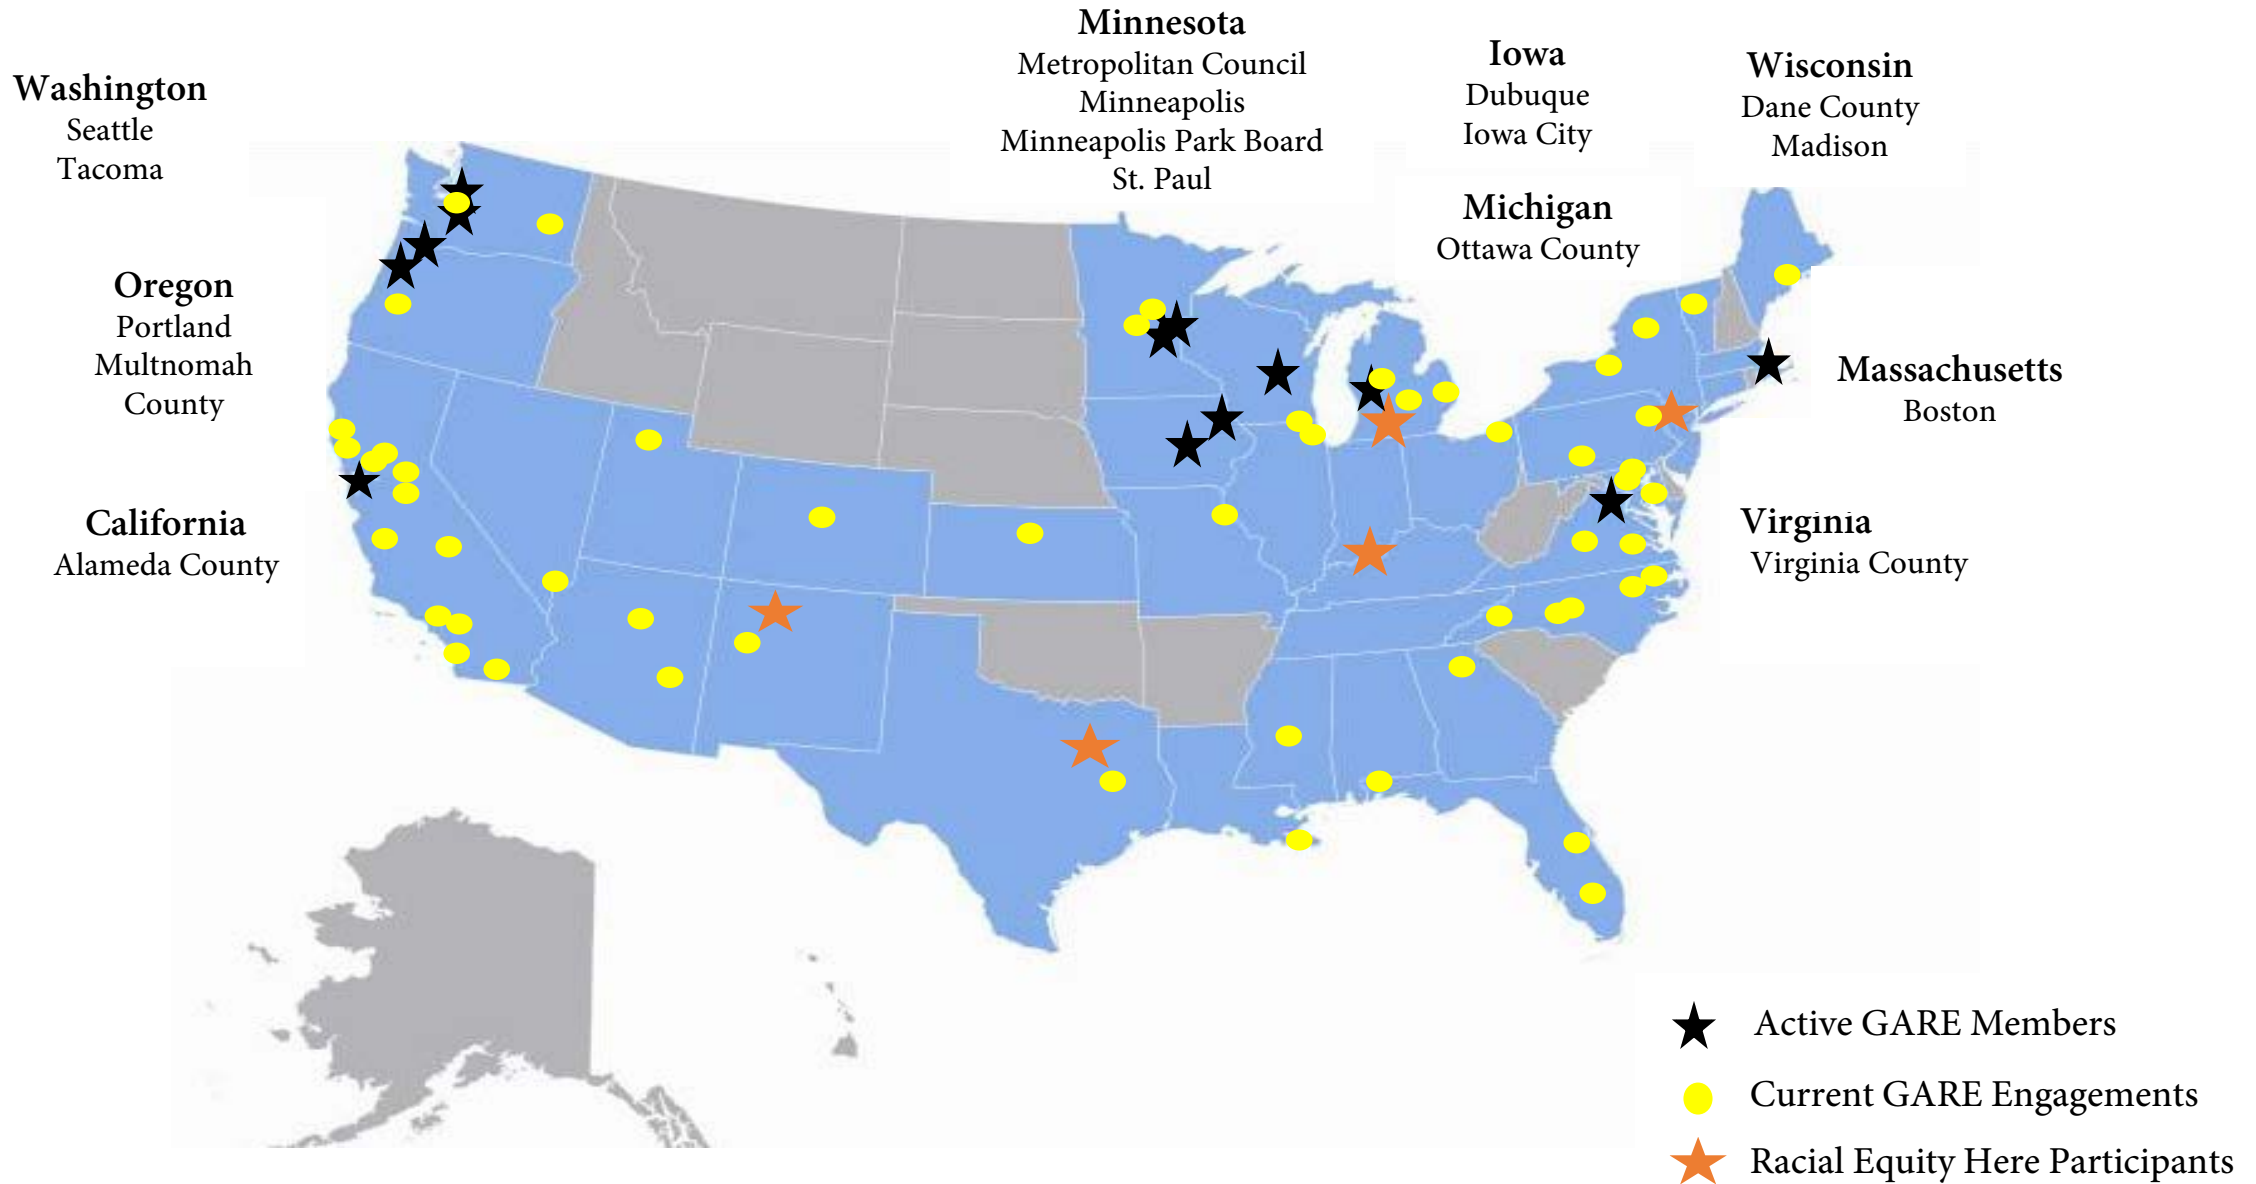 Minnesota
Metropolitan Council
Minneapolis
Minneapolis Park Board
St. Paul
Iowa
Dubuque
Iowa City
Wisconsin
Dane County
Madison
Washington
Seattle
Tacoma
Michigan
Ottawa County
Oregon
Portland
Multnomah
County
Massachusetts
Boston
California
Alameda County
Virginia
Virginia County
Active GARE Members
Current GARE Engagements
Racial Equity Here Participants